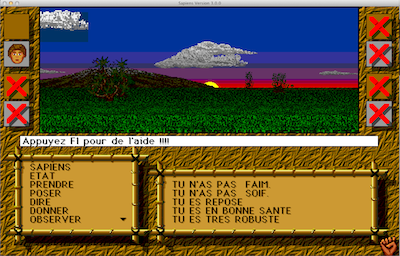 Sapiens Version 1.0.0
Appuyez F1 pour de l'aide !!!!
SAPIENS
ETAT
PRENDRE
POSER
DIRE
DONNER
OBSERVER
TU N'AS PAS FAIM.
TU N'AS PAS SOIF.
TU ES REPOSE
TU ES EN BONNE SANTE
TU ES TRES ROBUSTE